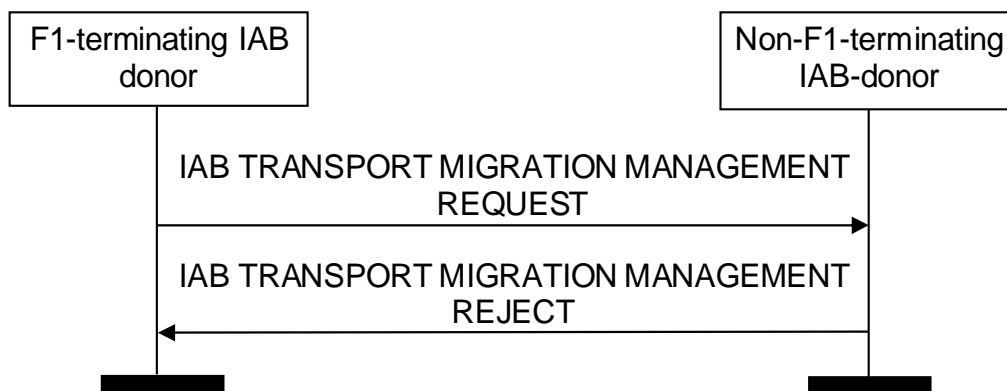 F1-terminating IAB
donor
Non-F1-terminating
IAB-donor
IAB TRANSPORT MIGRATION MANAGEMENT
REQUEST
IAB TRANSPORT MIGRATION MANAGEMENT
REJECT